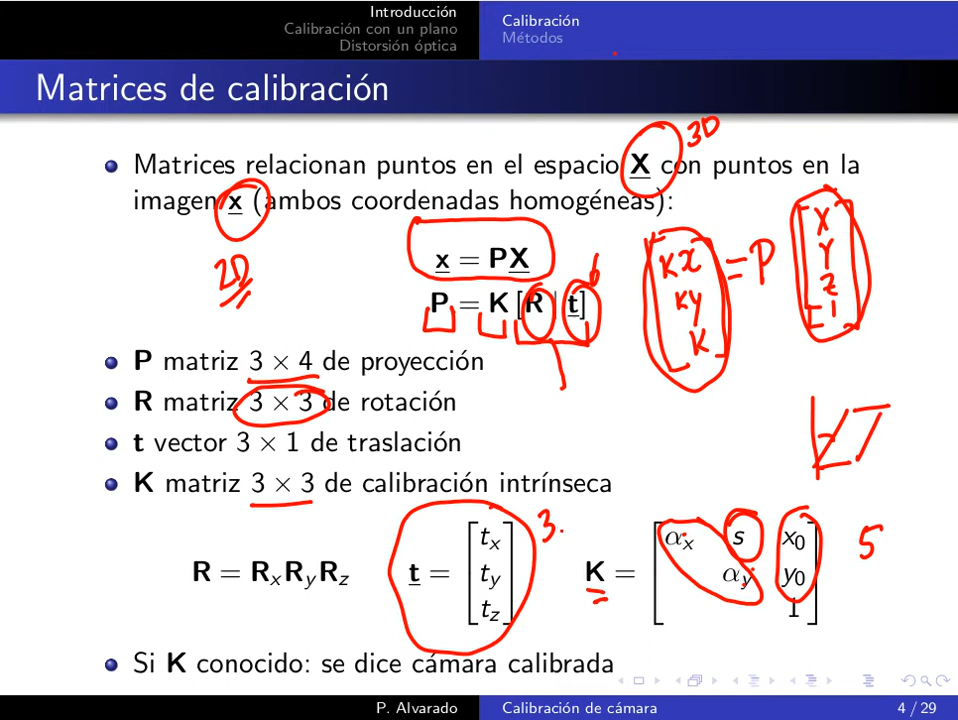 Introducción
Calibración con un plano
Distorsión óptica
Calibración
Métodos
Matrices de calibración
3D
Matrices relacionan puntos en el espacio X con puntos en la
imagen x (ambos coordenadas homogéneas):
2D
x = PX
P = K [R | t]
[kx ky k] = P [X Y Z 1]
P matriz 3 × 4 de proyección
R matriz 3 × 3 de rotación
t vector 3 × 1 de traslación
K matriz 3 × 3 de calibración intrínseca
R = RxRyRz t = [tx ty tz] 3 K = [αx s x0 αy y0 1] 5
Si K conocido: se dice cámara calibrada
P. Alvarado Calibración de cámara 4 / 29